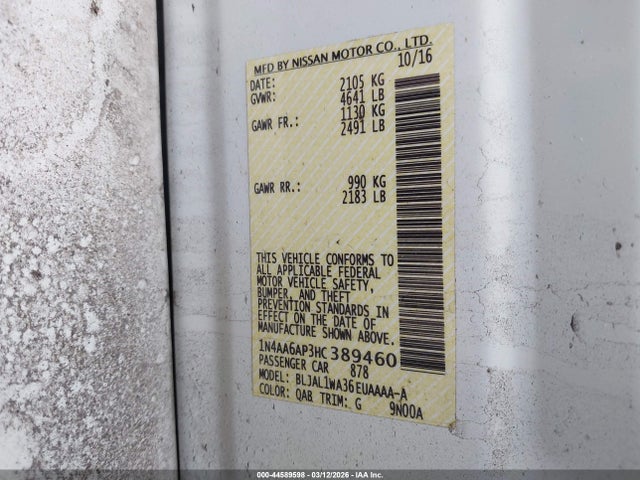 MFD BY NISSAN MOTOR CO., LTD.
DATE: 10/16
GVWR: 2105 KG
4641 LB
GAWR FR.: 1130 KG
2491 LB
GAWR RR.: 990 KG
2183 LB
THIS VEHICLE CONFORMS TO
ALL APPLICABLE FEDERAL
MOTOR VEHICLE SAFETY,
BUMPER, AND THEFT
PREVENTION STANDARDS IN
EFFECT ON THE DATE OF
MANUFACTURE SHOWN ABOVE.
1N4AA6AP3HC389460
PASSENGER CAR 878
MODEL: BLJAL1WA36EUAAAA-A
COLOR: QAB TRIM: G 9N00A
000-44589598 - 03/12/2026 - IAA Inc.